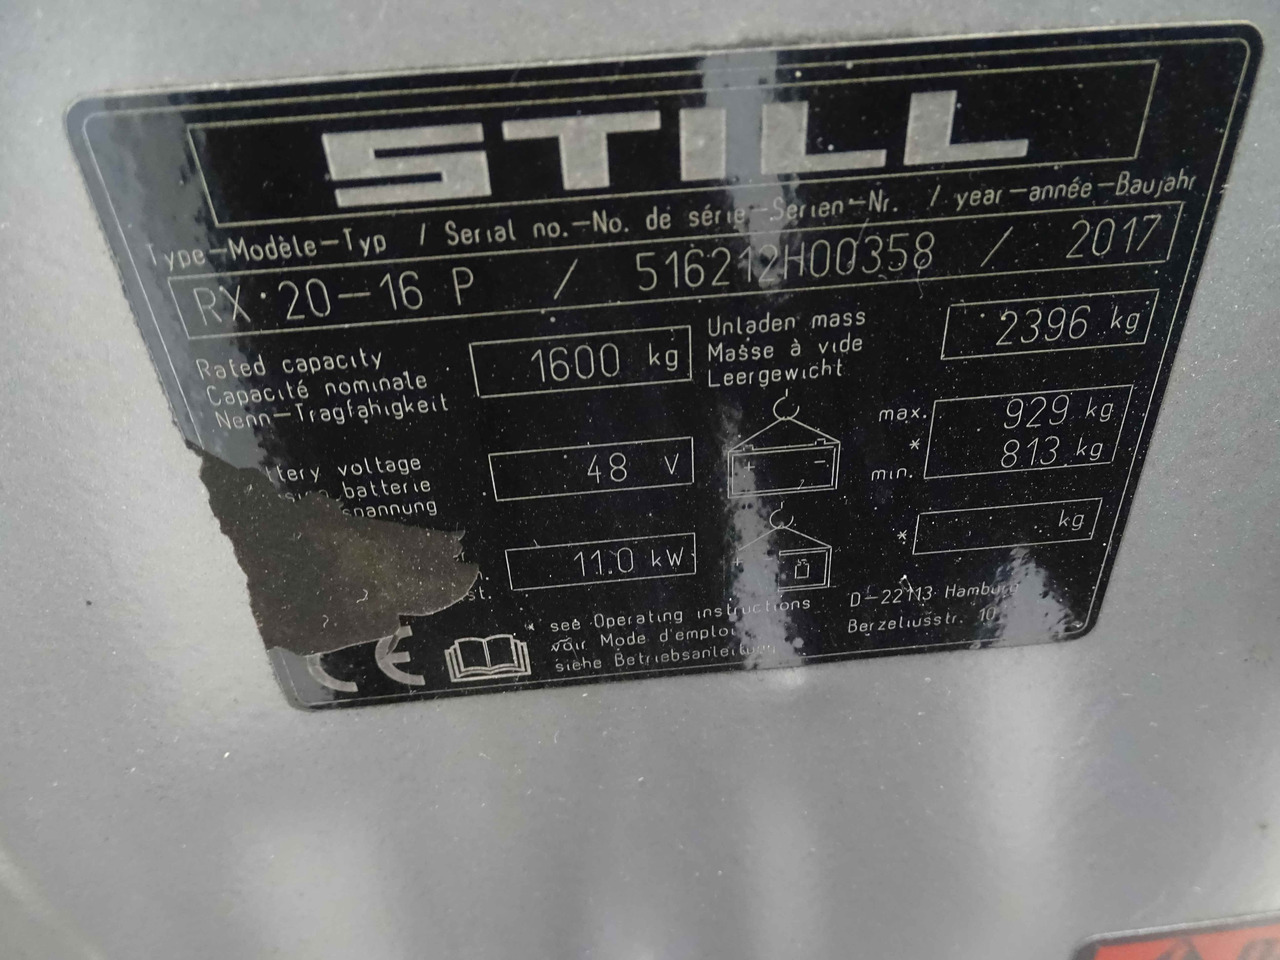 STILL
Type-Modèle-Typ / Serial no.-No. de série-Serien-Nr. / year-année-Baujahr
RX 20-16 P / 516212H00358 / 2017
Rated capacity
Capacité nominale
Nenn-Tragfähigkeit
1600 kg
Unladen mass
Masse à vide
Leergewicht
2396 kg
ttery voltage
batterie
spannung
48 V
max. 929 kg
*
min. 813 kg
st.
11.0 kW
+ -
* kg
* see Operating instructions
voir Mode d'emploi
siehe Betriebsanleitung
D-22113 Hamburg
Berzeliusstr. 10
CE